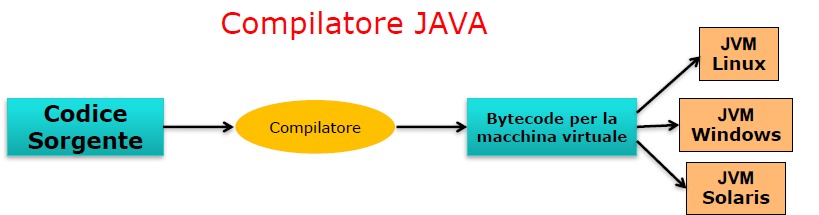 Compilatore JAVA
Codice
Sorgente
Compilatore
Bytecode per la
macchina virtuale
JVM
Linux
JVM
Windows
JVM
Solaris